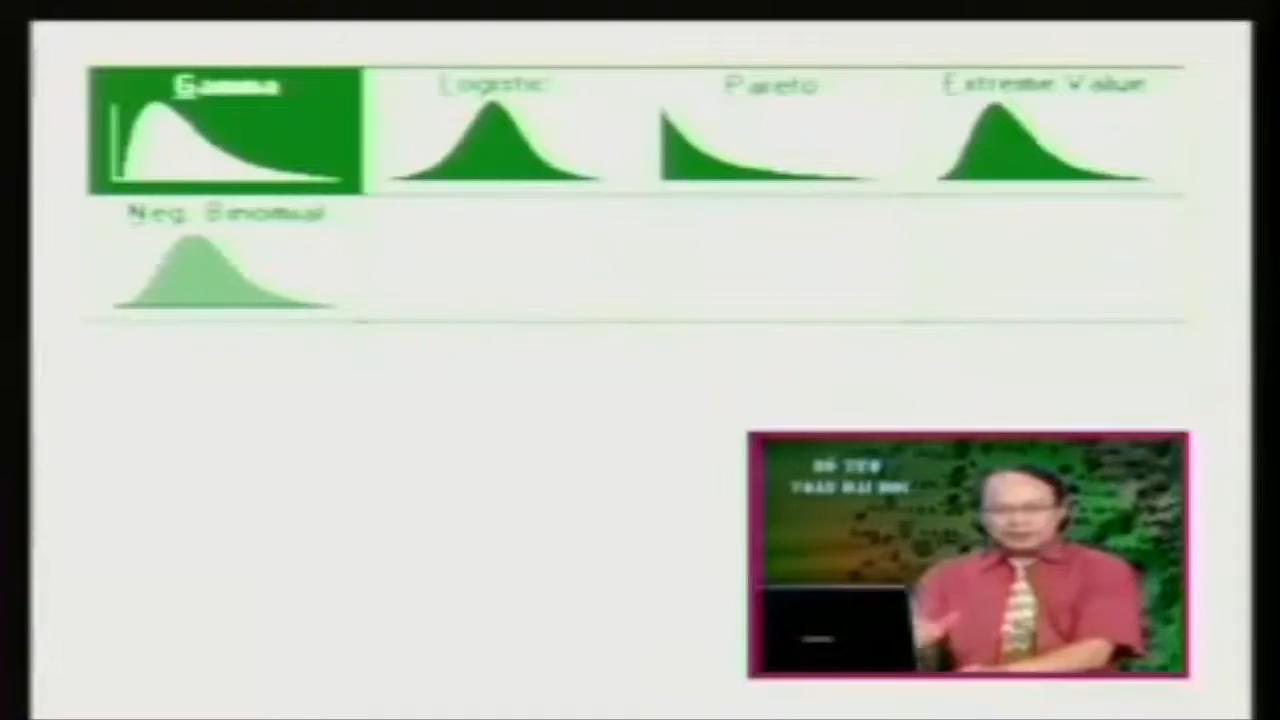 Gamma
Logistic
Pareto
Extreme Value
Neg. Binomial